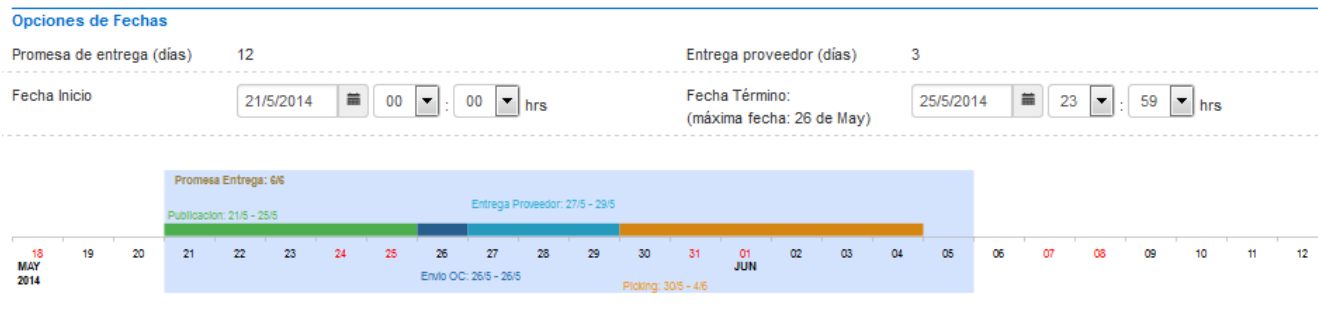 Opciones de Fechas
Promesa de entrega (días) 12 Entrega proveedor (días) 3
Fecha Inicio 21/5/2014 00 : 00 hrs Fecha Término: 25/5/2014 23 : 59 hrs
(máxima fecha: 26 de May)
Promesa Entrega: 6/6
Entrega Proveedor: 27/5 - 29/5
Publicacion: 21/5 - 25/5
18 19 20 21 22 23 24 25 26 27 28 29 30 31 01 02 03 04 05 06 07 08 09 10 11 12
MAY JUN
2014
Envio OC: 26/5 - 26/5
Picking: 30/5 - 4/6